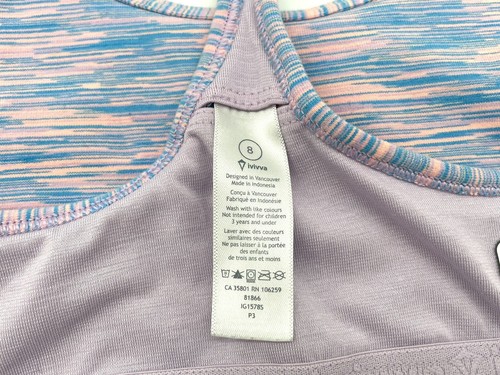 8
ivivva
Designed in Vancouver
Made in Indonesia
Conçu à Vancouver
Fabriqué en Indonésie
Wash with like colours
Not intended for children
3 years and under
Laver avec des couleurs
similaires seulement
Ne pas laisser à la portée
des enfants
de trois ans et moins
CA 35801 RN 106259
81866
IG1578S
P3